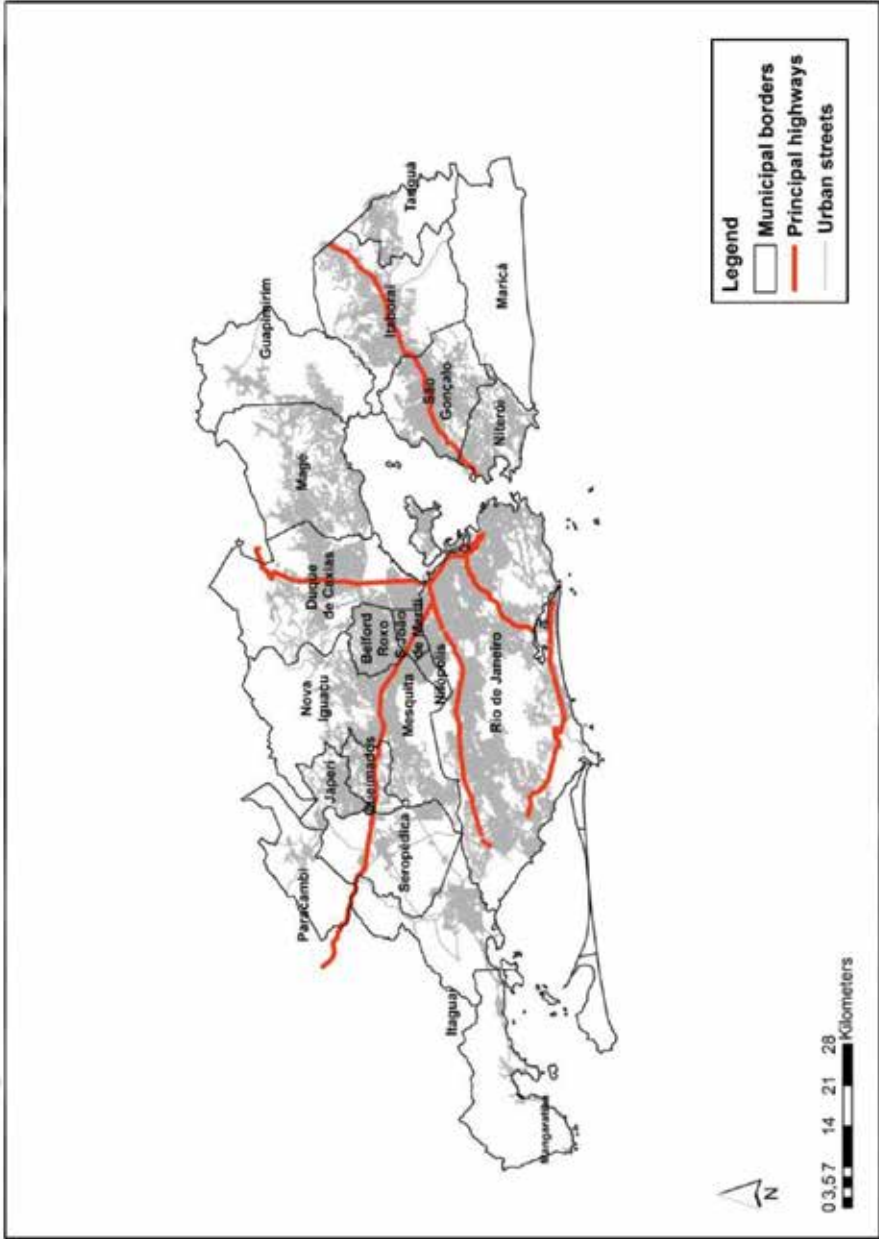 Guapimirim
Magé
Tanguá
Itaboraí
São
Gonçalo
Maricá
Niterói
Duque
de Caxias
Belford
Roxo
S. João
de Meriti
Nova
Iguaçu
Mesquita
Nilópolis
Japeri
Queimados
Paracambi
Seropédica
Rio de Janeiro
Itaguaí
Mangaratiba
N
0 3,5 7 14 21 28
Kilometers
Legend
Municipal borders
Principal highways
Urban streets